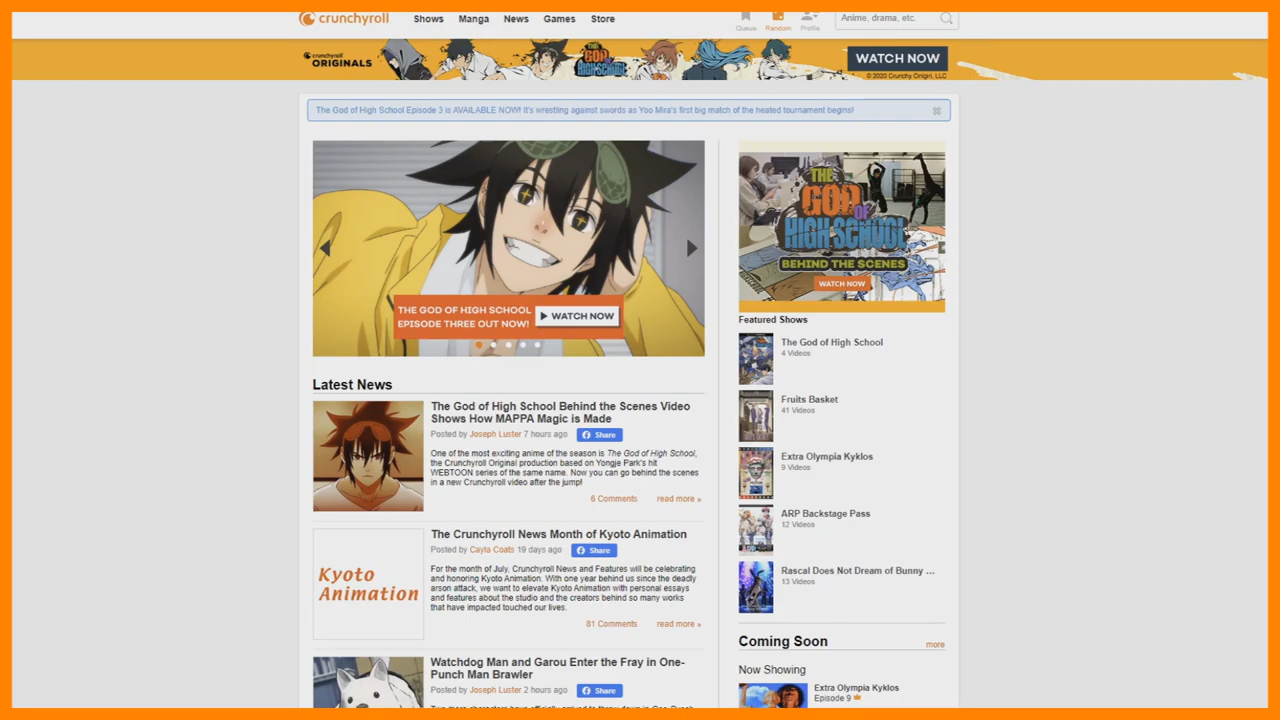 crunchyroll
Shows Manga News Games Store
Queue Random Profile
Anime, drama, etc.
crunchyroll
ORIGINALS
THE GOD OF HIGH SCHOOL
WATCH NOW
© 2020 Crunchy Origin, LLC
The God of High School Episode 3 is AVAILABLE NOW! It's wrestling against swords as Yoo Mira's first big match of the heated tournament begins!
THE GOD OF HIGH SCHOOL
EPISODE THREE OUT NOW!
WATCH NOW
Latest News
The God of High School Behind the Scenes Video
Shows How MAPPA Magic is Made
Posted by Joseph Luster 7 hours ago Share
One of the most exciting anime of the season is The God of High School,
the Crunchyroll Original production based on Yongje Park's hit
WEBTOON series of the same name. Now you can go behind the scenes
in a new Crunchyroll video after the jump!
6 Comments read more »
Kyoto
Animation
The Crunchyroll News Month of Kyoto Animation
Posted by Cayla Coats 19 days ago Share
For the month of July, Crunchyroll News and Features will be celebrating
and honoring Kyoto Animation. With one year behind us since the deadly
arson attack, we want to elevate Kyoto Animation with personal essays
and features about the studio and the creators behind so many works
that have impacted touched our lives.
81 Comments read more »
Watchdog Man and Garou Enter the Fray in One-
Punch Man Brawler
Posted by Joseph Luster 2 hours ago Share
THE
GOD
OF
HIGH SCHOOL
BEHIND THE SCENES
WATCH NOW
Featured Shows
The God of High School
4 Videos
Fruits Basket
41 Videos
Extra Olympia Kyklos
9 Videos
ARP Backstage Pass
12 Videos
Rascal Does Not Dream of Bunny ...
13 Videos
Coming Soon
more
Now Showing
Extra Olympia Kyklos
Episode 9